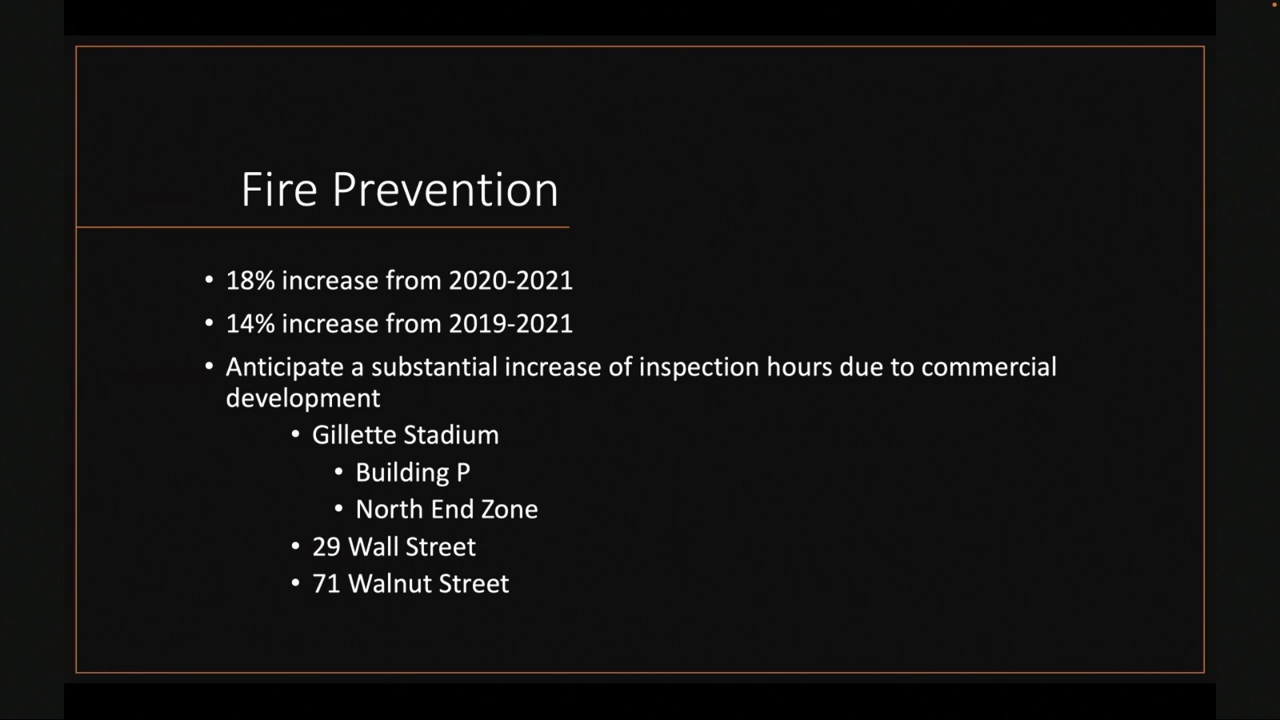 Fire Prevention
• 18% increase from 2020-2021
• 14% increase from 2019-2021
• Anticipate a substantial increase of inspection hours due to commercial
development
• Gillette Stadium
• Building P
• North End Zone
• 29 Wall Street
• 71 Walnut Street